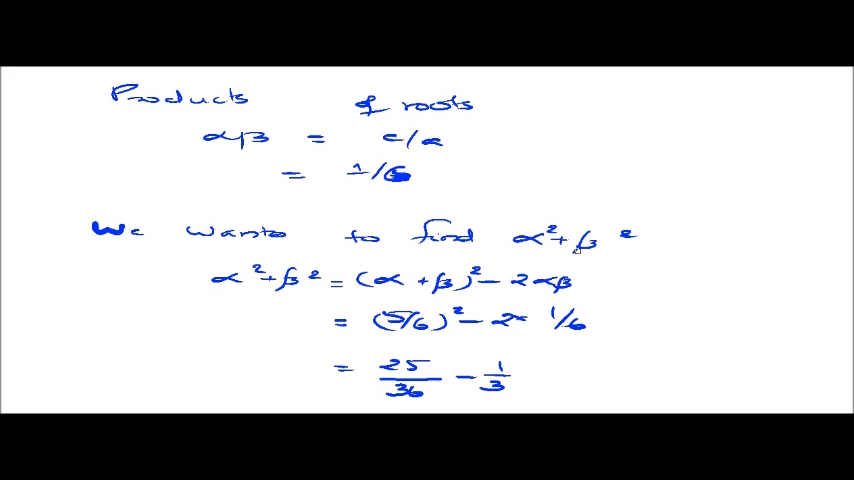 Products of roots
αβ = c/a
= 1/6
We wants to find α² + β²
α² + β² = (α + β)² - 2αβ
= (5/6)² - 2× 1/6
= 25/36 - 1/3